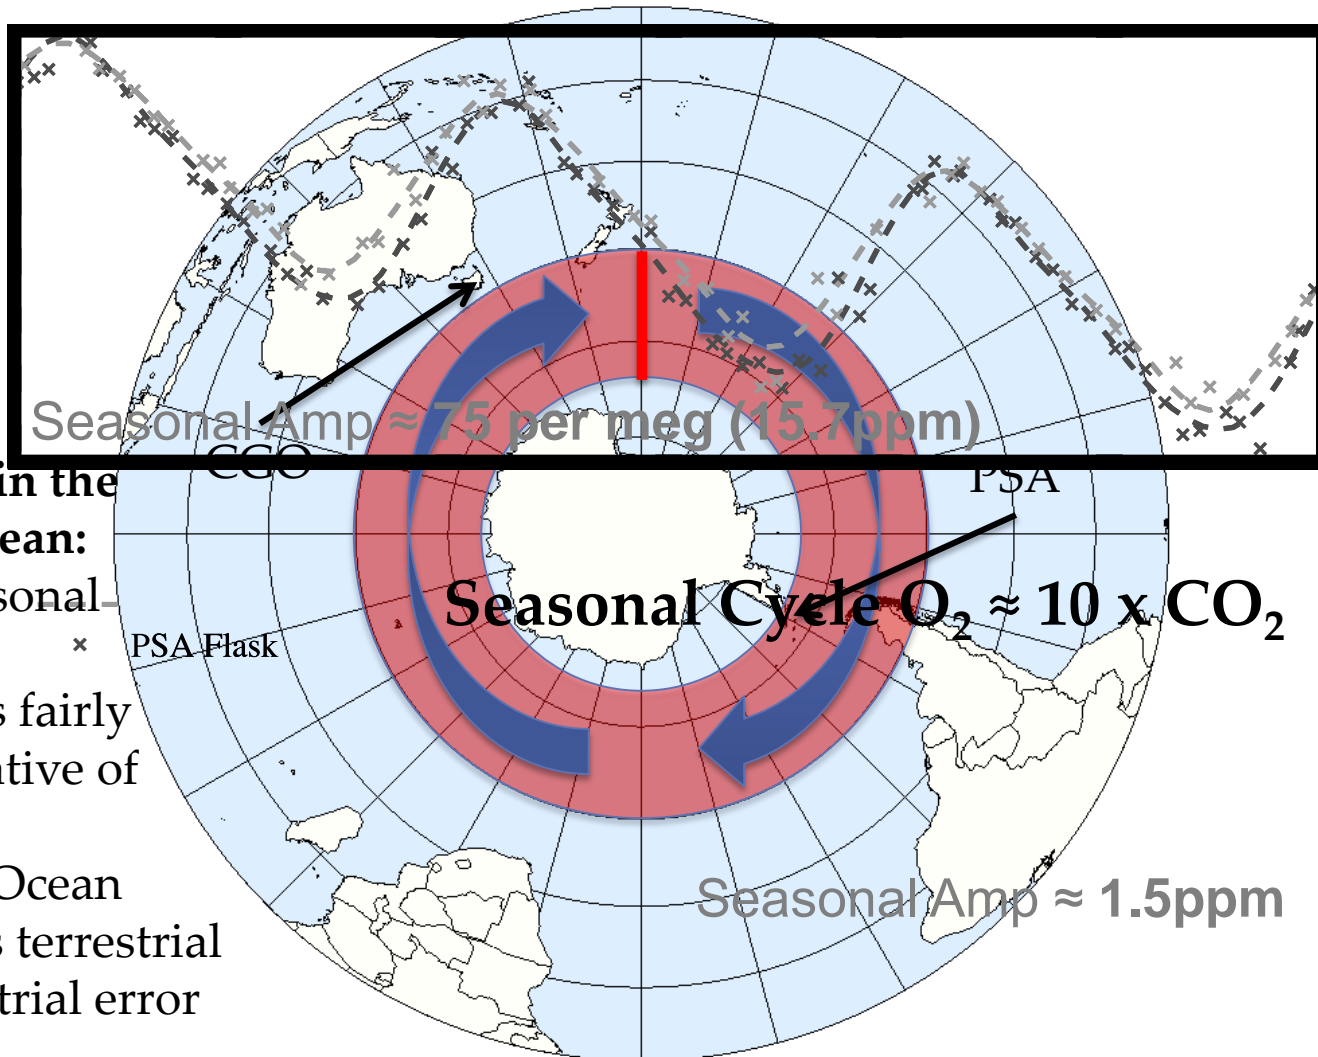 Seasonal Amp ≈ 75 per meg (15.7ppm)
CGO
PSA
in the
ean:
Seasonal Cycle O₂ ≈ 10 x CO₂
sonal
PSA Flask
s fairly
ative of
Ocean
Seasonal Amp ≈ 1.5ppm
s terrestrial
trial error